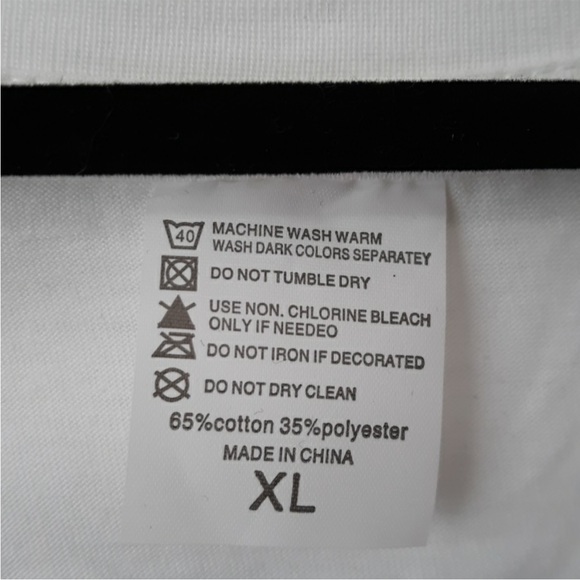 40 MACHINE WASH WARM
WASH DARK COLORS SEPARATEY
DO NOT TUMBLE DRY
USE NON. CHLORINE BLEACH
ONLY IF NEEDEO
DO NOT IRON IF DECORATED
DO NOT DRY CLEAN
65%cotton 35%polyester
MADE IN CHINA
XL